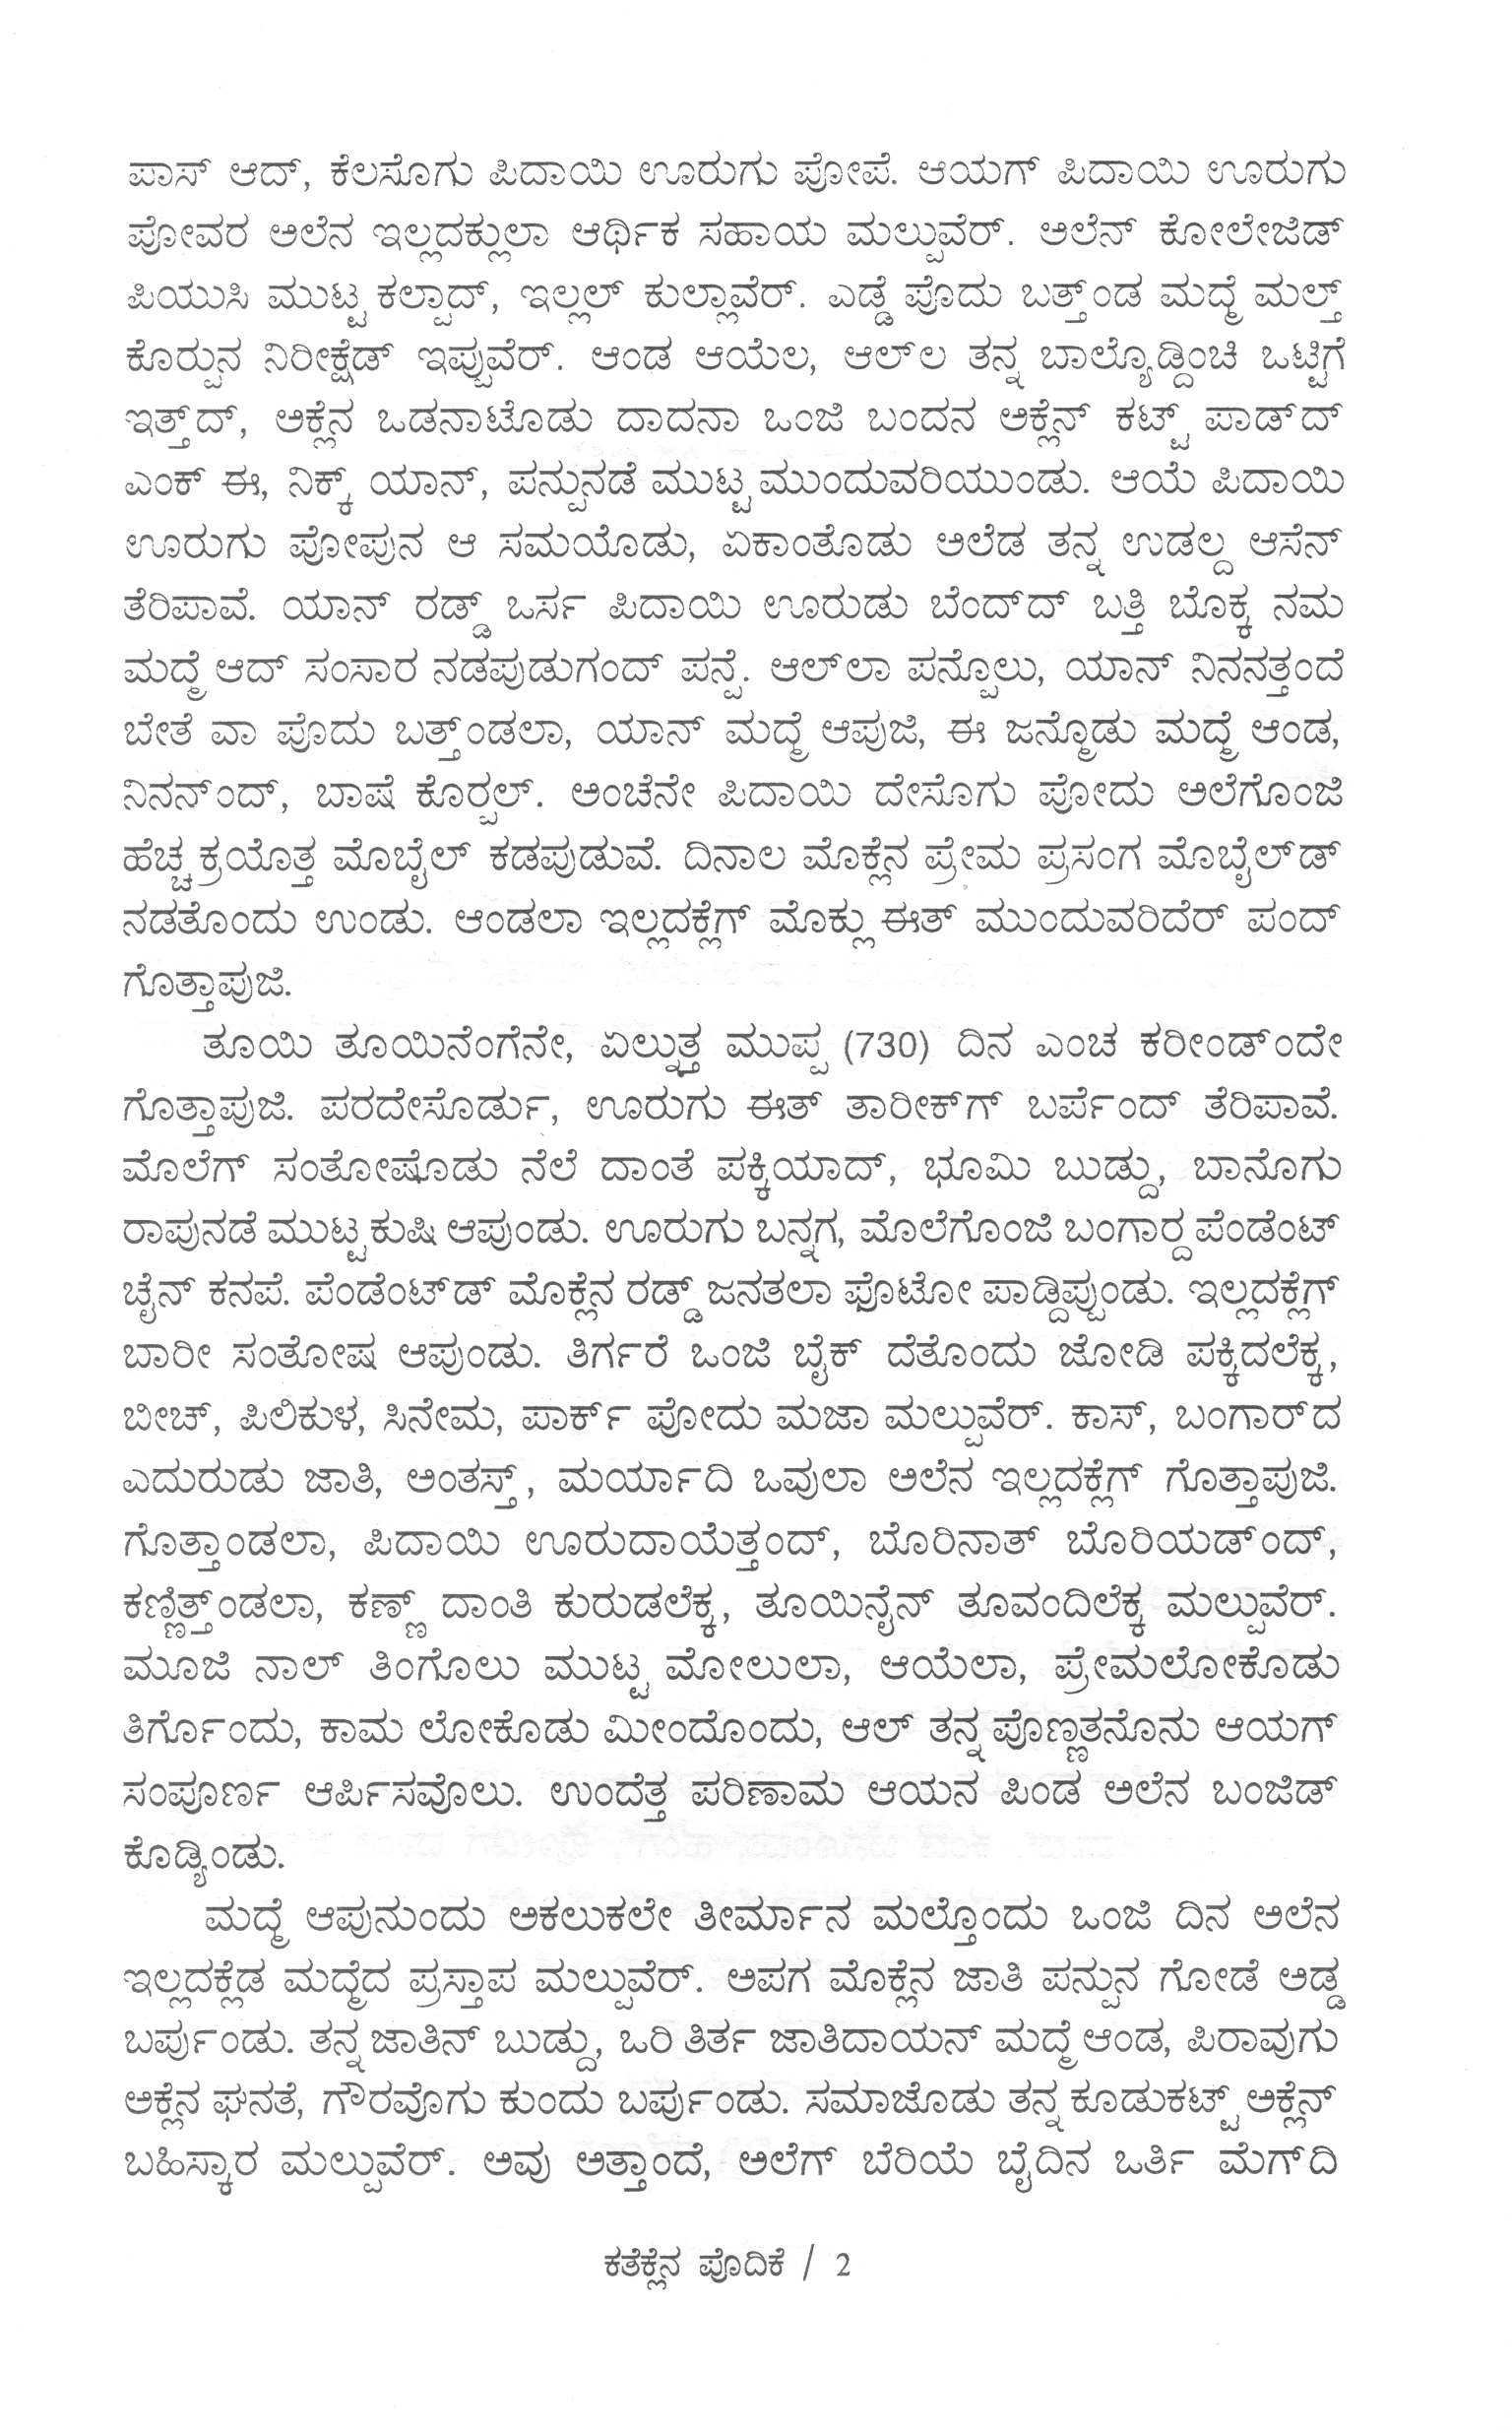 ಪಾಸ್ ಆದ್, ಕೆಲಸೊಗು ಪಿದಾಯಿ ಊರುಗು ಪೋಪೆ. ಆಯಗ್ ಪಿದಾಯಿ ಊರುಗು
ಪೋವರ ಅಲೆನ ಇಲ್ಲದಕ್ಲುಲಾ ಆರ್ಥಿಕ ಸಹಾಯ ಮಲ್ಪುವೆರ್. ಅಲೆನ್ ಕೋಲೇಜಿಡ್
ಪಿಯುಸಿ ಮುಟ್ಟ ಕಲ್ಪಾದ್, ಇಲ್ಲಲ್ ಕುಲ್ಲಾವೆರ್. ಎಡ್ಡೆ ಪೊದು ಬತ್ತ್‌ಂಡ ಮದ್ಮೆ ಮಲ್ತ್
ಕೊರ್‍ಪುನ ನಿರೀಕ್ಷೆಡ್ ಇಪ್ಪುವೆರ್. ಆಂಡ ಆಯೆಲ, ಆಲ್‌ಲ ತನ್ನ ಬಾಲ್ಯೊಡ್ದಿಂಚಿ ಒಟ್ಟಿಗೆ
ಇತ್ತ್‌ದ್, ಅಕ್ಲೆನ ಒಡನಾಟೊಡು ದಾದನಾ ಒಂಜಿ ಬಂದನ ಅಕ್ಲೆನ್ ಕಟ್ಟ್ ಪಾಡ್‌ದ್
ಎಂಕ್ ಈ, ನಿಕ್ಕ್ ಯಾನ್, ಪನ್ಪುನಡೆ ಮುಟ್ಟ ಮುಂದುವರಿಯುಂಡು. ಆಯೆ ಪಿದಾಯಿ
ಊರುಗು ಪೋಪುನ ಆ ಸಮಯೊಡು, ಏಕಾಂತೊಡು ಅಲೆಡ ತನ್ನ ಉಡಲ್ದ ಆಸೆನ್
ತೆರಿಪಾವೆ. ಯಾನ್ ರಡ್ಡ್ ಒರ್ಸ ಪಿದಾಯಿ ಊರುಡು ಬೆಂದ್‌ದ್ ಬತ್ತಿ ಬೊಕ್ಕ ನಮ
ಮದ್ಮೆ ಆದ್ ಸಂಸಾರ ನಡಪುಡುಗಂದ್ ಪನ್ಪೆ. ಆಲ್‌ಲಾ ಪನ್ಪೊಲು, ಯಾನ್ ನಿನನತ್ತಂದೆ
ಬೇತೆ ವಾ ಪೊದು ಬತ್ತ್‌ಂಡಲಾ, ಯಾನ್ ಮದ್ಮೆ ಆಪುಜಿ, ಈ ಜನ್ಮೊಡು ಮದ್ಮೆ ಆಂಡ,
ನಿನನ್‌ಂದ್, ಬಾಷೆ ಕೊರ್‍ಪಲ್. ಅಂಚೆನೇ ಪಿದಾಯಿ ದೇಸೊಗು ಪೋದು ಅಲೆಗೊಂಜಿ
ಹೆಚ್ಚ ಕ್ರಯೊತ್ತ ಮೊಬೈಲ್ ಕಡಪುಡುವೆ. ದಿನಾಲ ಮೊಕ್ಲೆನ ಪ್ರೇಮ ಪ್ರಸಂಗ ಮೊಬೈಲ್‌ಡ್
ನಡತೊಂದು ಉಂಡು. ಆಂಡಲಾ ಇಲ್ಲದಕ್ಲೆಗ್ ಮೊಕ್ಲು ಈತ್ ಮುಂದುವರಿದೆರ್ ಪಂದ್
ಗೊತ್ತಾಪುಜಿ.
ತೂಯಿ ತೂಯಿನೆಂಗೆನೇ, ಏಲ್ನುತ್ತ ಮುಪ್ಪ (730) ದಿನ ಎಂಚ ಕರೀಂಡ್‌ಂದೇ
ಗೊತ್ತಾಪುಜಿ. ಪರದೇಸೊರ್ಡು, ಊರುಗು ಈತ್ ತಾರೀಕ್‌ಗ್ ಬರ್ಪೆಂದ್ ತೆರಿಪಾವೆ.
ಮೊಲೆಗ್ ಸಂತೋಷೊಡು ನೆಲೆ ದಾಂತೆ ಪಕ್ಕಿಯಾದ್, ಭೂಮಿ ಬುಡ್ದು, ಬಾನೊಗು
ರಾಪುನಡೆ ಮುಟ್ಟ ಕುಷಿ ಆಪುಂಡು. ಊರುಗು ಬನ್ನಗ, ಮೊಲೆಗೊಂಜಿ ಬಂಗಾರ್‍ದ ಪೆಂಡೆಂಟ್
ಚೈನ್ ಕನಪೆ. ಪೆಂಡೆಂಟ್‌ಡ್ ಮೊಕ್ಲೆನ ರಡ್ಡ್ ಜನತಲಾ ಫೊಟೋ ಪಾಡ್ದಿಪ್ಪುಂಡು. ಇಲ್ಲದಕ್ಲೆಗ್
ಬಾರೀ ಸಂತೋಷ ಆಪುಂಡು. ತಿರ್ಗರೆ ಒಂಜಿ ಬೈಕ್ ದೆತೊಂದು ಜೋಡಿ ಪಕ್ಕಿದಲೆಕ್ಕ,
ಬೀಚ್, ಪಿಲಿಕುಳ, ಸಿನೇಮ, ಪಾರ್ಕ್ ಪೋದು ಮಜಾ ಮಲ್ಪುವೆರ್. ಕಾಸ್, ಬಂಗಾರ್‌ದ
ಎದುರುಡು ಜಾತಿ, ಅಂತಸ್ತ್, ಮರ್ಯಾದಿ ಒವುಲಾ ಅಲೆನ ಇಲ್ಲದಕ್ಲೆಗ್ ಗೊತ್ತಾಪುಜಿ.
ಗೊತ್ತಾಂಡಲಾ, ಪಿದಾಯಿ ಊರುದಾಯೆತ್ತಂದ್, ಬೊರಿನಾತ್ ಬೊರಿಯಡ್‌ಂದ್,
ಕಣ್ಣಿತ್ತ್‌ಂಡಲಾ, ಕಣ್ಣ್ ದಾಂತಿ ಕುರುಡಲೆಕ್ಕ, ತೂಯಿನೈನ್ ತೂವಂದಿಲೆಕ್ಕ ಮಲ್ಪುವೆರ್.
ಮೂಜಿ ನಾಲ್ ತಿಂಗೊಲು ಮುಟ್ಟ ಮೋಲುಲಾ, ಆಯೆಲಾ, ಪ್ರೇಮಲೋಕೊಡು
ತಿರ್ಗೊಂದು, ಕಾಮ ಲೋಕೊಡು ಮೀಂದೊಂದು, ಆಲ್ ತನ್ನ ಪೊಣ್ಣತನೊನು ಆಯಗ್
ಸಂಪೂರ್ಣ ಆರ್ಪಿಸವೊಲು. ಉಂದೆತ್ತ ಪರಿಣಾಮ ಆಯನ ಪಿಂಡ ಅಲೆನ ಬಂಜಿಡ್
ಕೊಡ್ಯಿಂಡು.
ಮದ್ಮೆ ಆಪುನುಂದು ಅಕಲುಕಲೇ ತೀರ್ಮಾನ ಮಲ್ತೊಂದು ಒಂಜಿ ದಿನ ಅಲೆನ
ಇಲ್ಲದಕ್ಲೆಡ ಮದ್ಮೆದ ಪ್ರಸ್ತಾಪ ಮಲ್ಪುವೆರ್. ಅಪಗ ಮೊಕ್ಲೆನ ಜಾತಿ ಪನ್ಪುನ ಗೋಡೆ ಅಡ್ಡ
ಬರ್ಪುಂಡು. ತನ್ನ ಜಾತಿನ್ ಬುಡ್ದು, ಒರಿ ತಿರ್ತ ಜಾತಿದಾಯನ್ ಮದ್ಮೆ ಆಂಡ, ಪಿರಾವುಗು
ಅಕ್ಲೆನ ಘನತೆ, ಗೌರವೊಗು ಕುಂದು ಬರ್ಪುಂಡು. ಸಮಾಜೊಡು ತನ್ನ ಕೂಡುಕಟ್ಟ್ ಅಕ್ಲೆನ್
ಬಹಿಸ್ಕಾರ ಮಲ್ಪುವೆರ್. ಅವು ಅತ್ತಾಂದೆ, ಅಲೆಗ್ ಬೆರಿಯೆ ಬೈದಿನ ಒರ್ತಿ ಮೆಗ್‌ದಿ
ಕತೆಕ್ಲೆನ ಪೊದಿಕೆ / 2